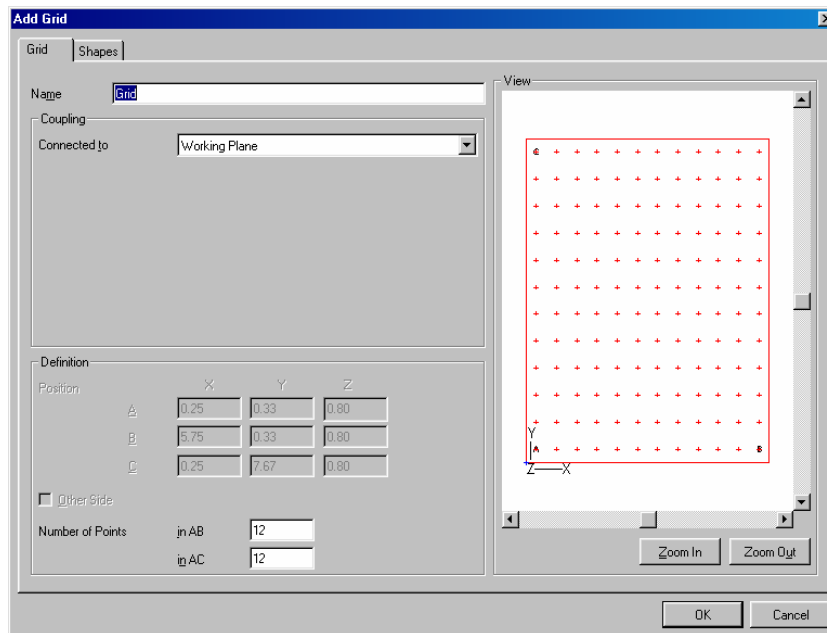 Add Grid
Grid
Shapes
Name
Grid
Coupling
Connected to
Working Plane
Definition
Position
X Y Z
A 0.25 0.33 0.80
B 5.75 0.33 0.80
C 0.25 7.67 0.80
Other Side
Number of Points in AB 12
in AC 12
View
C
Y
A B
Z X
Zoom In
Zoom Out
OK
Cancel